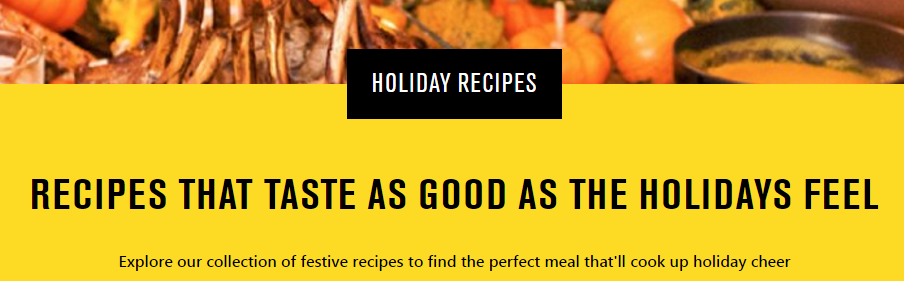 HOLIDAY RECIPES
RECIPES THAT TASTE AS GOOD AS THE HOLIDAYS FEEL
Explore our collection of festive recipes to find the perfect meal that'll cook up holiday cheer